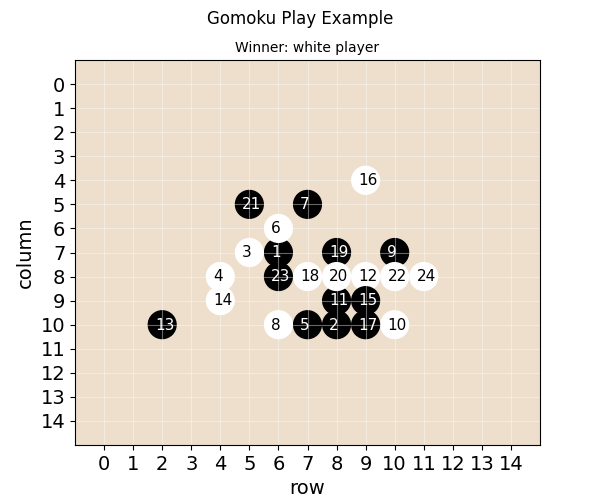 Gomoku Play Example
Winner: white player
0
1
2
3
4 16
5 21 7
6 6
7 3 1 19 9
8 4 23 18 20 12 22 24
9 14 11 15
10 13 8 5 2 17 10
11
12
13
14
column
0 1 2 3 4 5 6 7 8 9 10 11 12 13 14
row